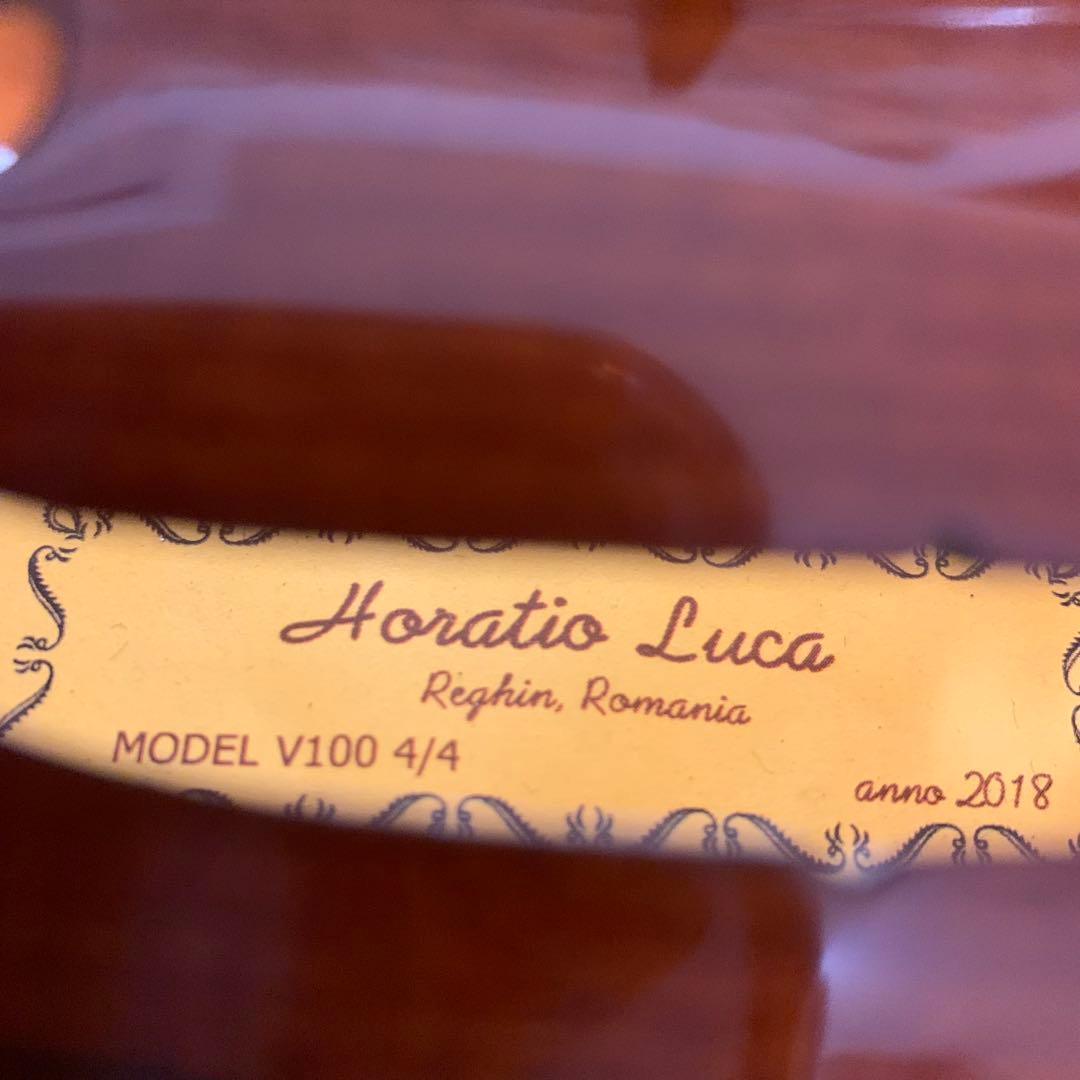 Horatio Luca
Reghin, Romania
MODEL V100 4/4
anno 2018